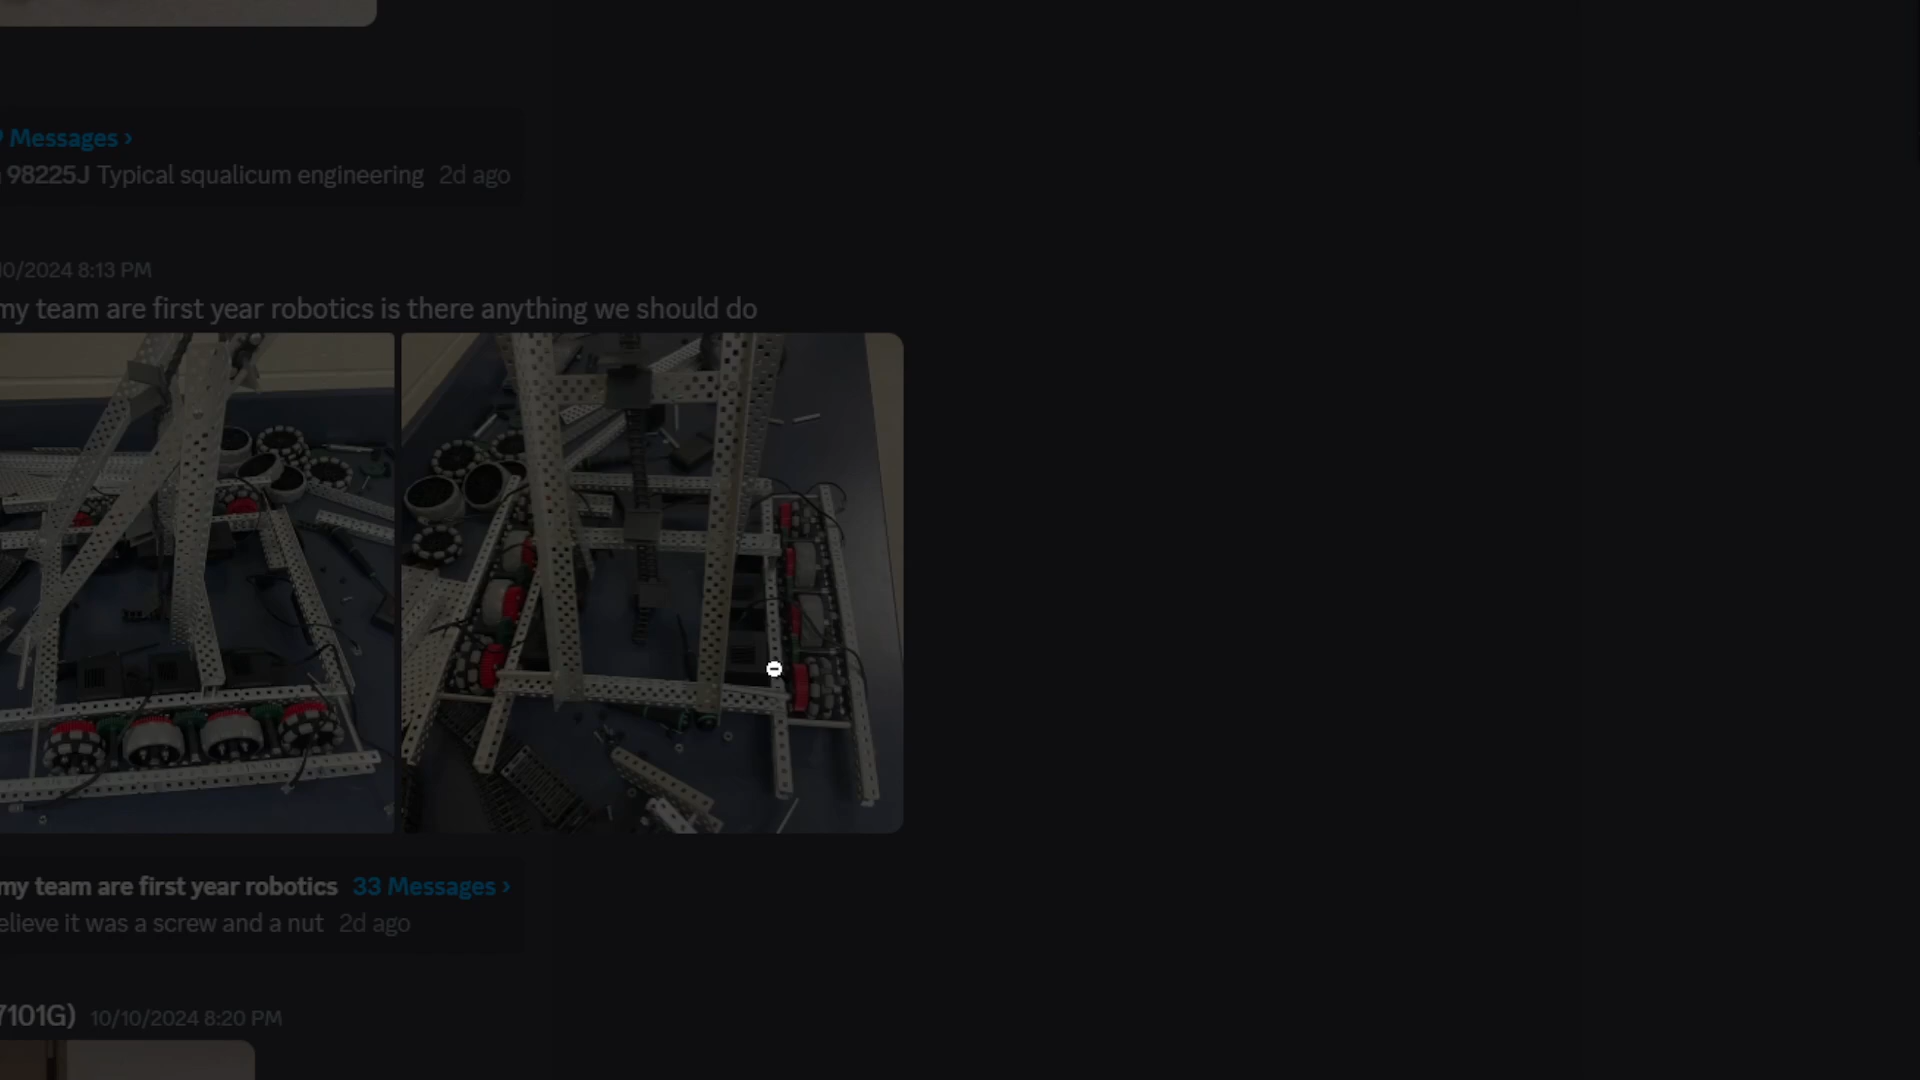 Messages ›
98225J Typical squalicum engineering 2d ago
10/2024 8:13 PM
my team are first year robotics is there anything we should do
my team are first year robotics 33 Messages ›
elieve it was a screw and a nut 2d ago
7101G) 10/10/2024 8:20 PM